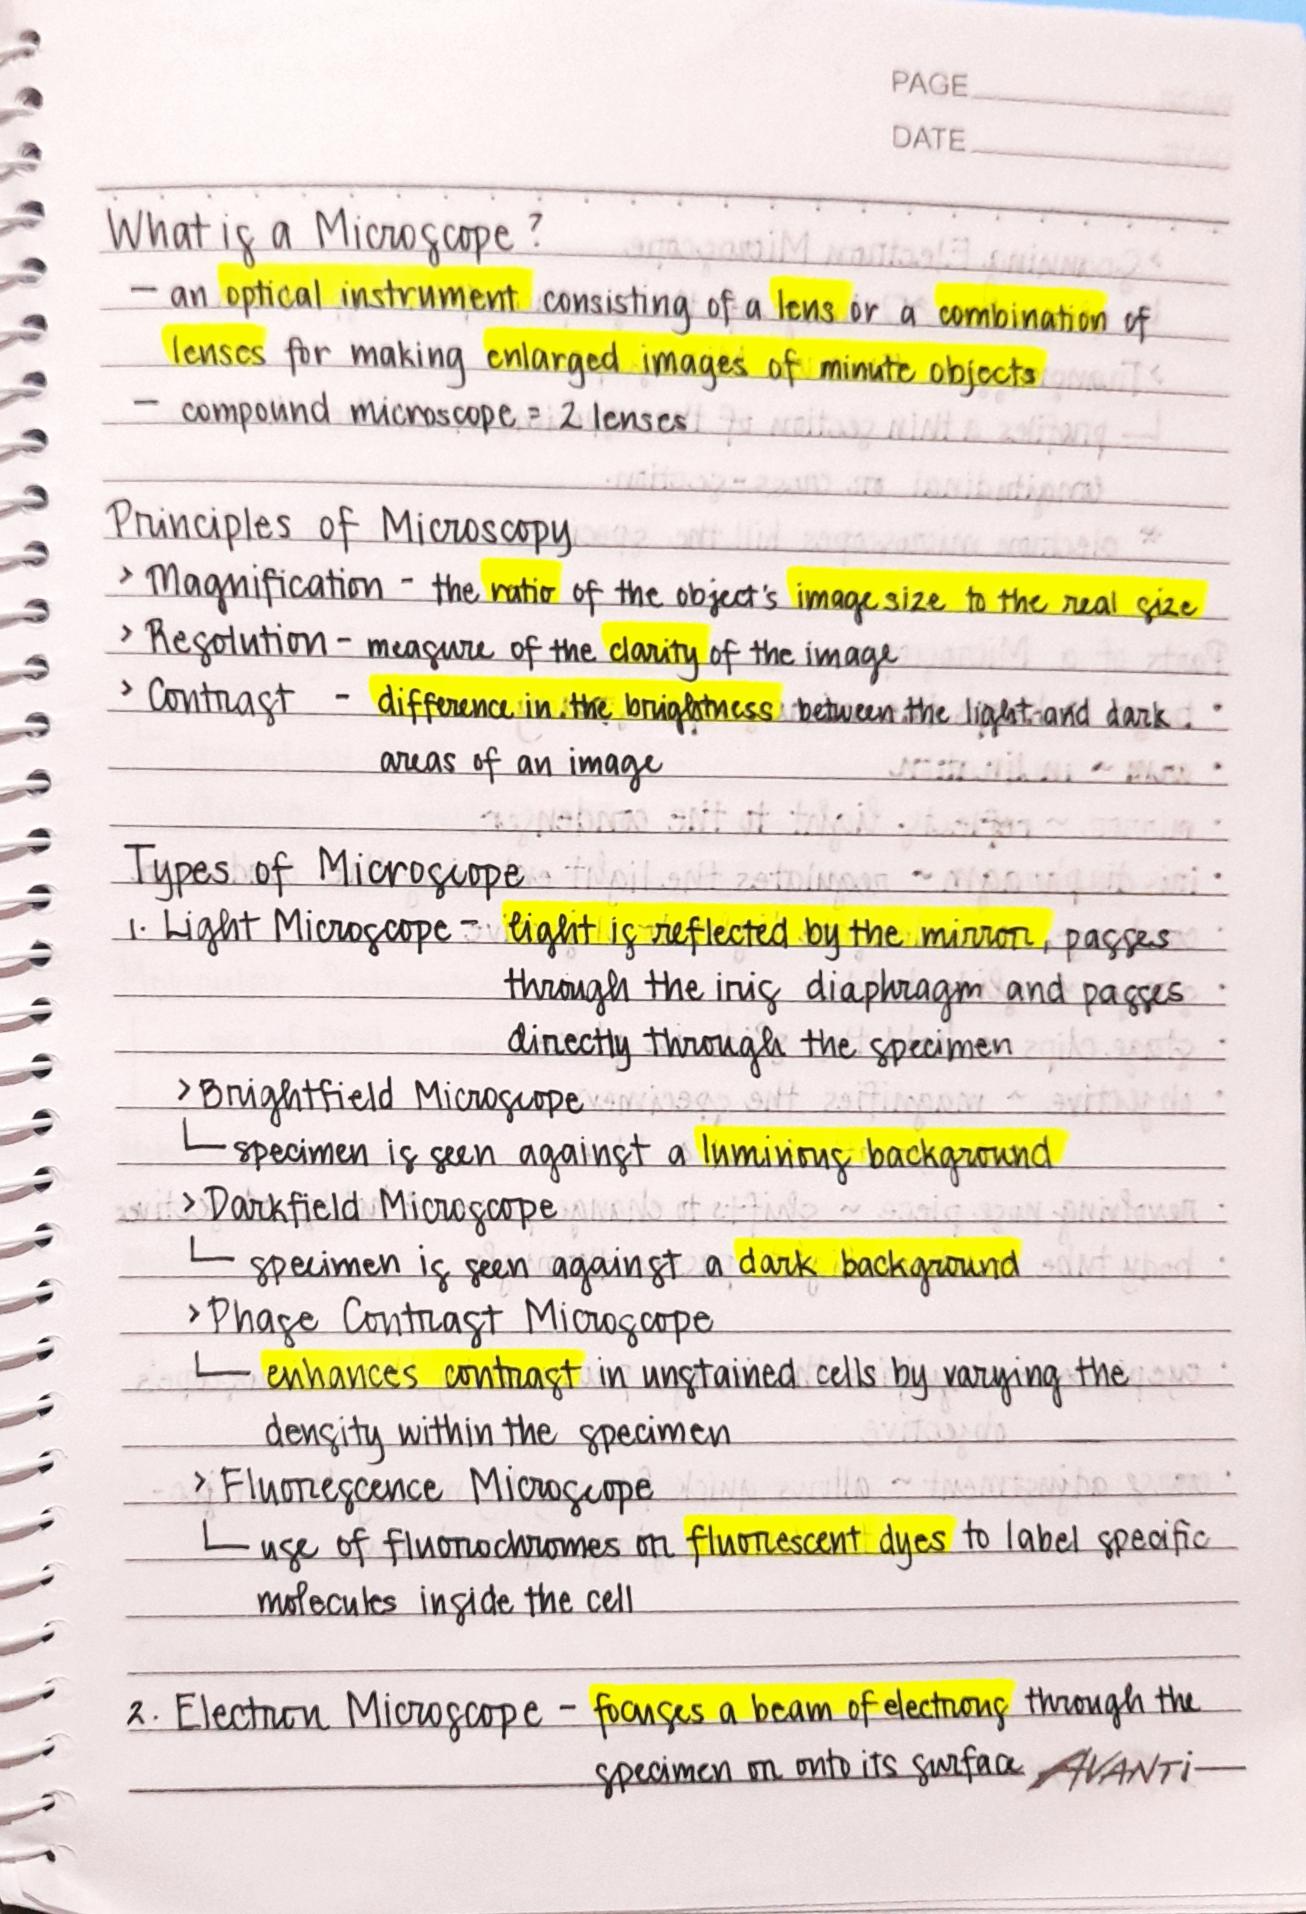 PAGE
DATE
What is a Microscope?
- an optical instrument consisting of a lens or a combination of
lenses for making enlarged images of minute objects
- compound microscope = 2 lenses
Principles of Microscopy
> Magnification - the ratio of the object's image size to the real size
> Resolution - measure of the clarity of the image
> Contrast - difference in the brightness between the light and dark
areas of an image
Types of Microscope
1. Light Microscope - light is reflected by the mirror, passes
through the iris diaphragm and passes
directly through the specimen
> Brightfield Microscope
specimen is seen against a luminious background
> Darkfield Microscope
specimen is seen against a dark background
> Phase Contrast Microscope
enhances contrast in unstained cells by varying the
density within the specimen
> Fluorescence Microscope
use of fluorochromes or fluorescent dyes to label specific
molecules inside the cell
2. Electron Microscope - focuses a beam of electrons through the
specimen or onto its surface AVANTi